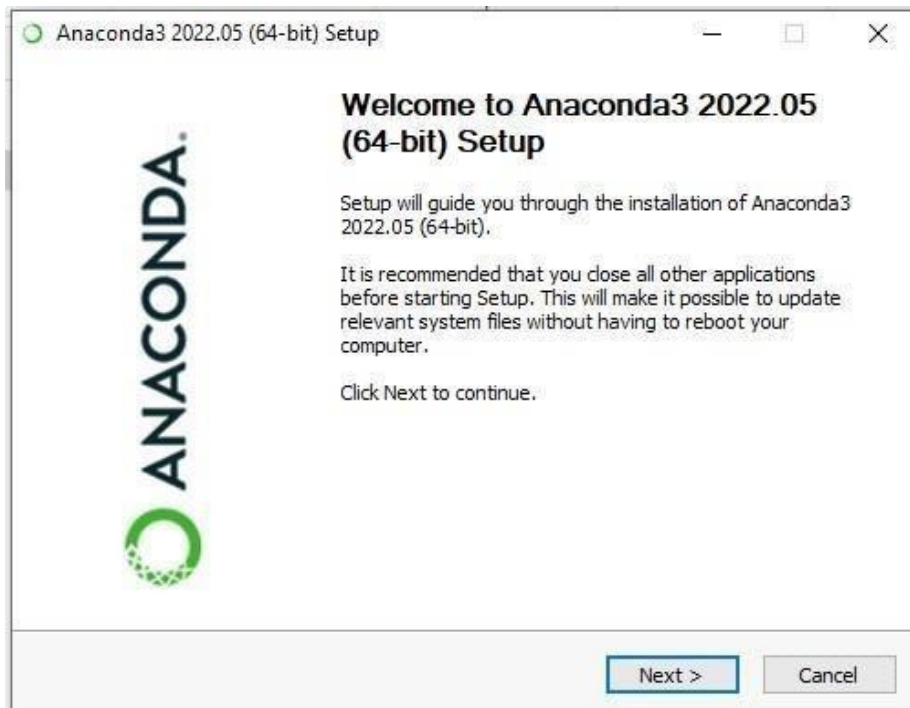 Anaconda3 2022.05 (64-bit) Setup
ANACONDA.
Welcome to Anaconda3 2022.05
(64-bit) Setup
Setup will guide you through the installation of Anaconda3
2022.05 (64-bit).
It is recommended that you close all other applications
before starting Setup. This will make it possible to update
relevant system files without having to reboot your
computer.
Click Next to continue.
Next >
Cancel